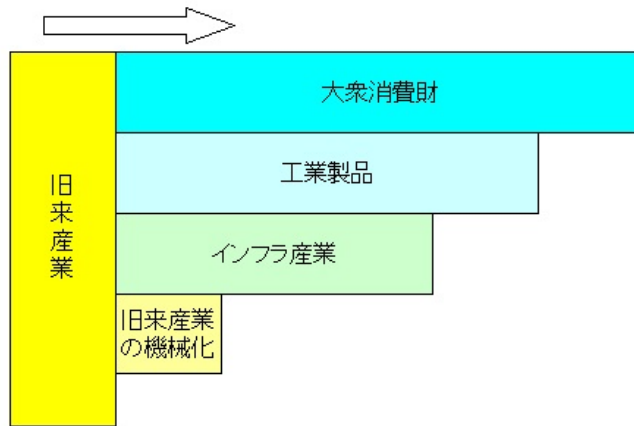 大衆消費財
工業製品
旧来産業
インフラ産業
旧来産業
の機械化